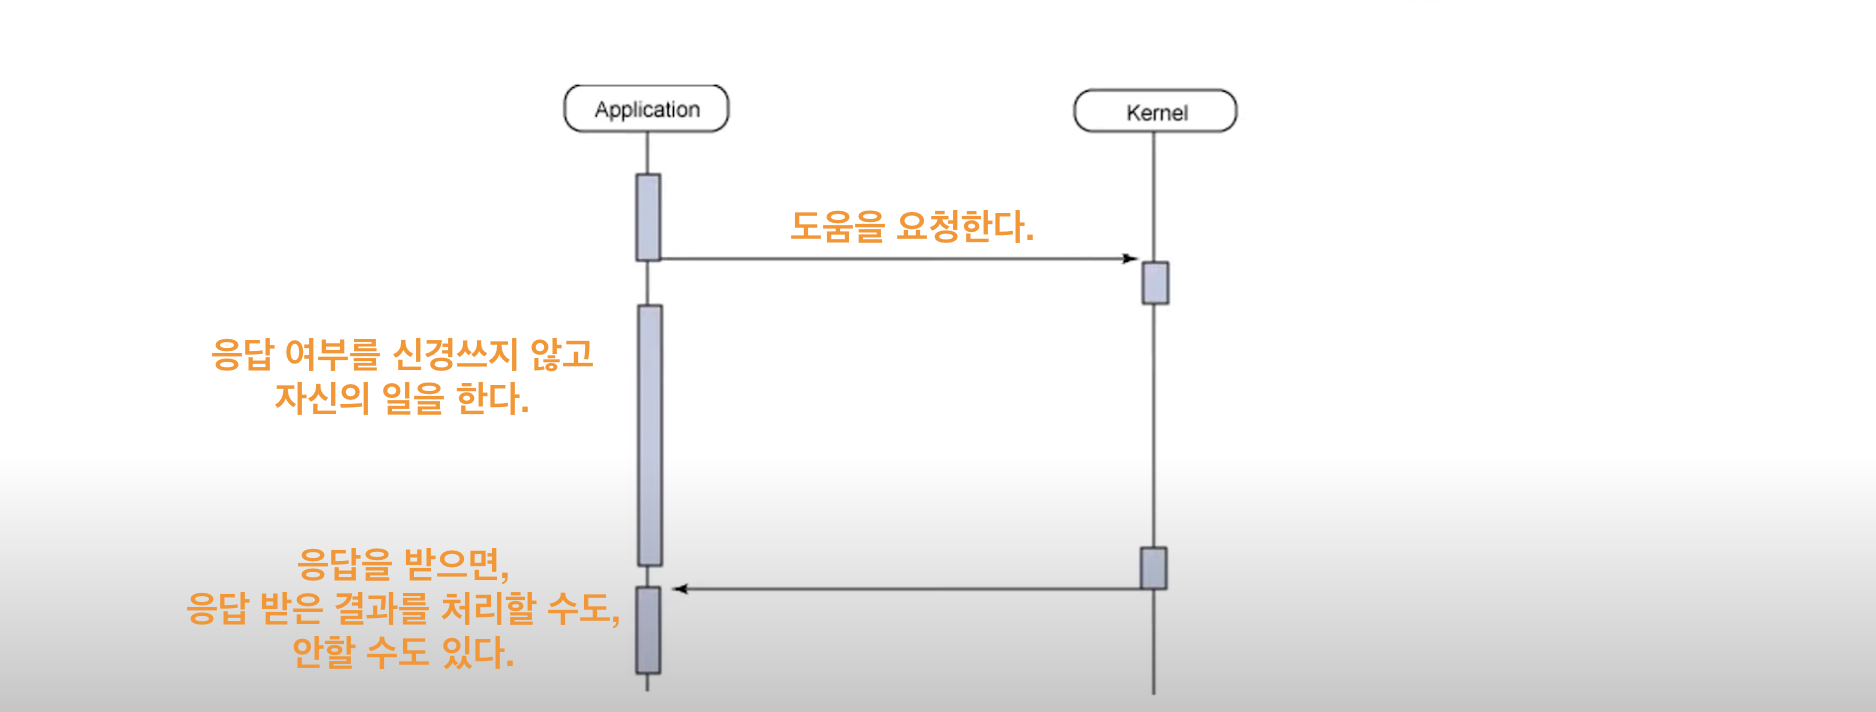 Application
Kernel
도움을 요청한다.
응답 여부를 신경쓰지 않고
자신의 일을 한다.
응답을 받으면,
응답 받은 결과를 처리할 수도,
안할 수도 있다.